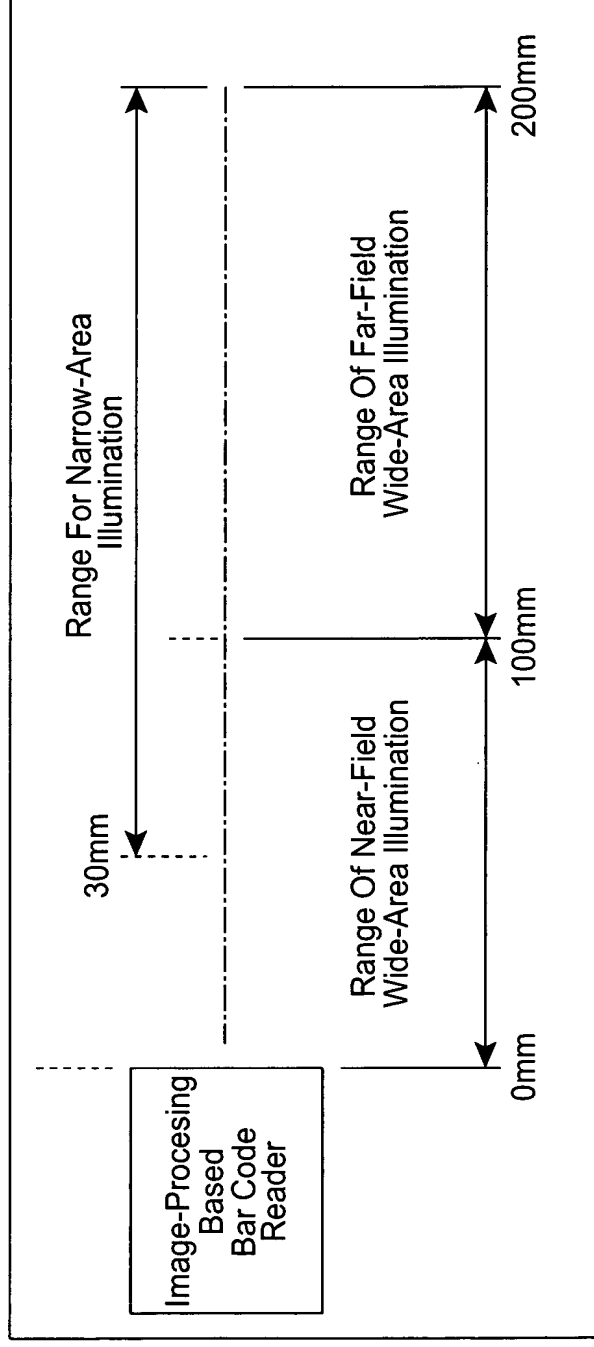 Image-Procesing
Based
Bar Code
Reader
30mm
Range For Narrow-Area
Illumination
Range Of Near-Field
Wide-Area Illumination
Range Of Far-Field
Wide-Area Illumination
0mm
100mm
200mm